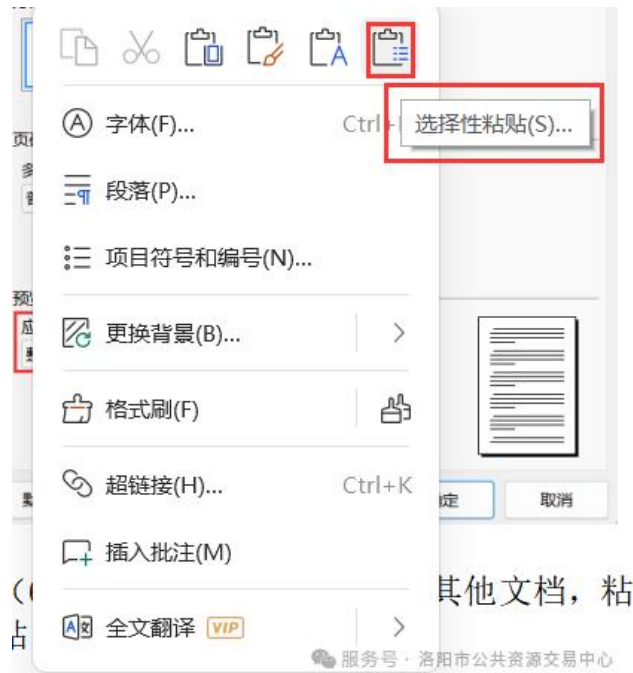 选择性粘贴(S)...
字体(F)... Ctrl+
段落(P)...
项目符号和编号(N)...
更换背景(B)...
格式刷(F)
超链接(H)... Ctrl+K
定 取消
插入批注(M)
其他文档，粘
全文翻译 VIP
服务号 · 洛阳市公共资源交易中心